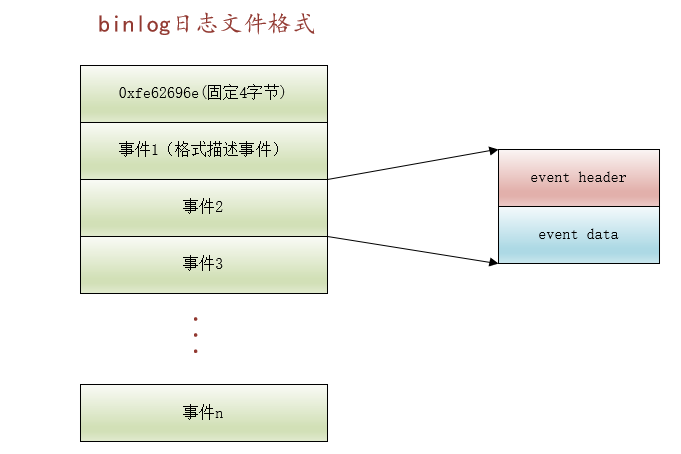 binlog日志文件格式
0xfe62696e(固定4字节)
事件1（格式描述事件）
事件2
事件3
事件n
event header
event data